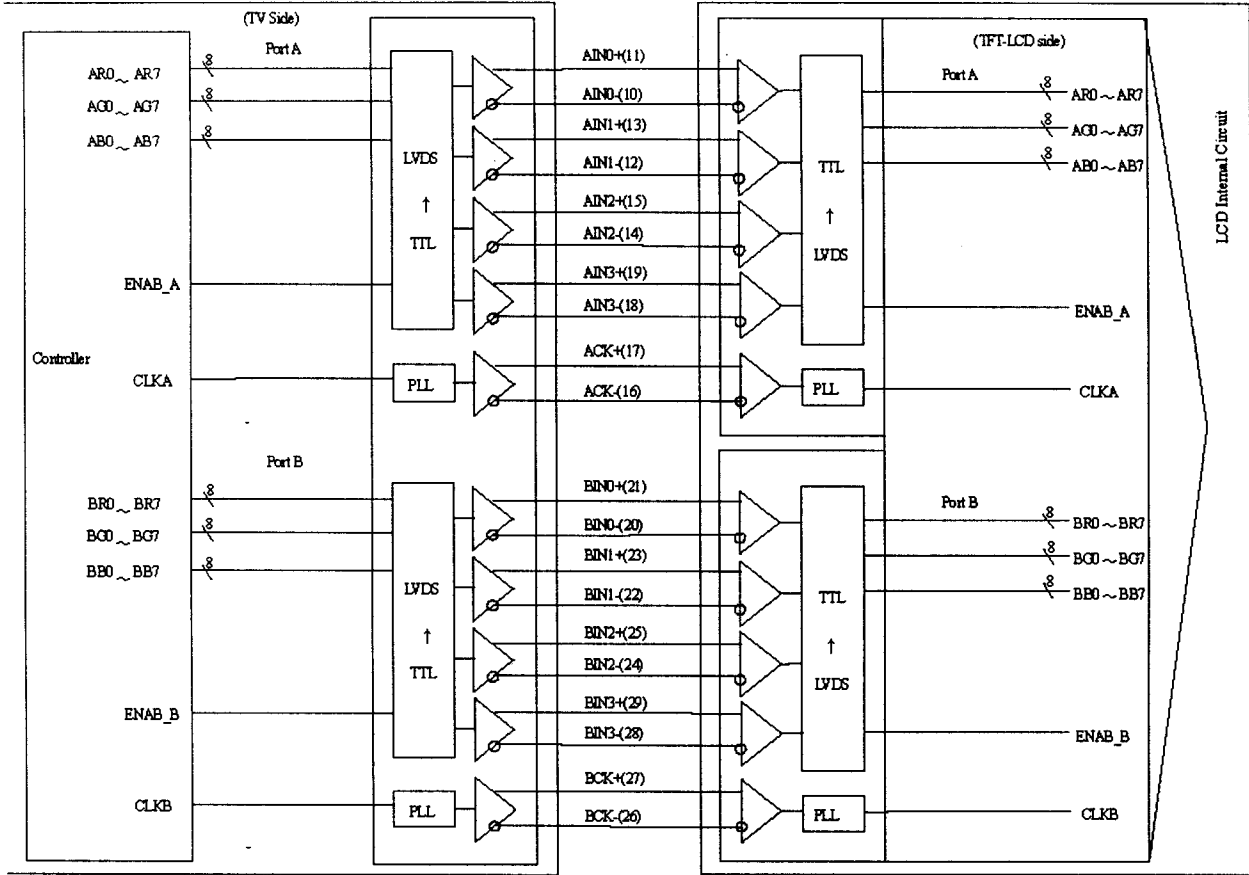 (TV Side)
Port A
AR0~AR7
8
AG0~AG7
8
AB0~AB7
8
LVDS
↑
TTL
ENAB_A
Controller
CLKA
PLL
Port B
BR0~BR7
8
BG0~BG7
8
BB0~BB7
8
LVDS
↑
TTL
ENAB_B
CLKB
PLL
AIN0+(11)
AIN0-(10)
AIN1+(13)
AIN1-(12)
AIN2+(15)
AIN2-(14)
AIN3+(19)
AIN3-(18)
ACK+(17)
ACK-(16)
BIN0+(21)
BIN0-(20)
BIN1+(23)
BIN1-(22)
BIN2+(25)
BIN2-(24)
BIN3+(29)
BIN3-(28)
BCK+(27)
BCK-(26)
(TFT-LCD side)
Port A
8
AR0~AR7
8
AG0~AG7
8
AB0~AB7
TTL
↑
LVDS
ENAB_A
PLL
CLKA
Port B
8
BR0~BR7
8
BG0~BG7
8
BB0~BB7
TTL
↑
LVDS
ENAB_B
PLL
CLKB
LCD Internal Circuit